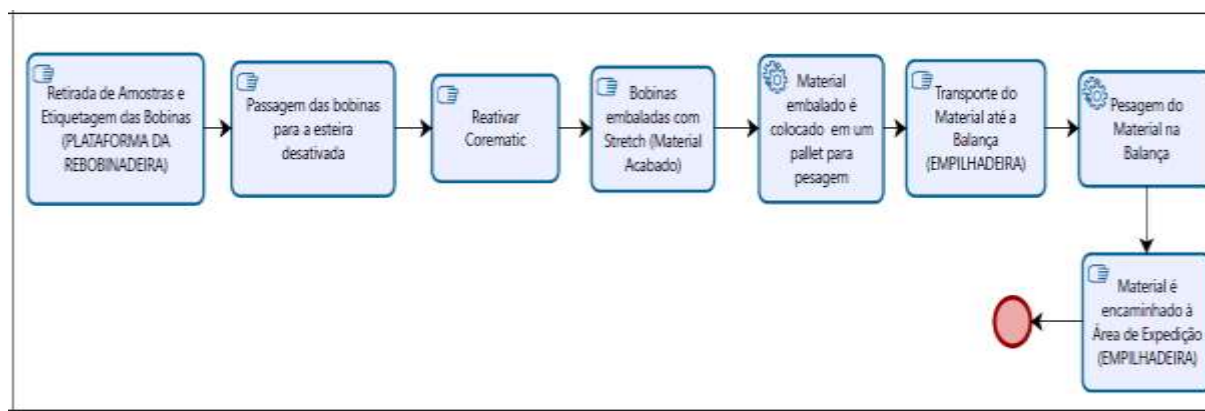 Retirada de Amostras e
Etiquetagem das Bobinas
(PLATAFORMA DA
REBOBINADEIRA)
Passagem das bobinas
para a esteira
desativada
Reativar
Corematic
Bobinas
embaladas com
Stretch (Material
Acabado)
Material
embalado é
colocado em um
pallet para
pesagem
Transporte do
Material até a
Balança
(EMPILHADEIRA)
Pesagem do
Material na
Balança
Material é
encaminhado à
Área de Expedição
(EMPILHADEIRA)